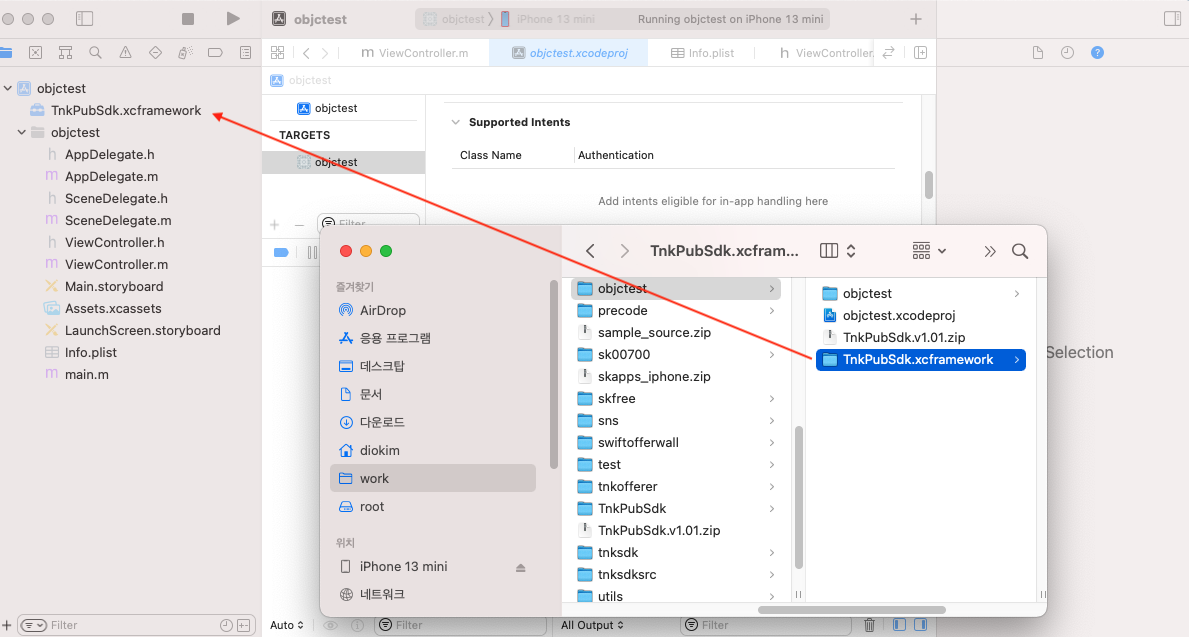 objctest
objctest
iPhone 13 mini
Running objctest on iPhone 13 mini
ViewController.m
objctest.xcodeproj
Info.plist
ViewController.
objctest
TnkPubSdk.xcframework
objctest
AppDelegate.h
AppDelegate.m
SceneDelegate.h
SceneDelegate.m
ViewController.h
ViewController.m
Main.storyboard
Assets.xcassets
LaunchScreen.storyboard
Info.plist
main.m
Filter
objctest
objctest
TARGETS
objctest
Filter
Supported Intents
Class Name
Authentication
Add intents eligible for in-app handling here
Selection
TnkPubSdk.xcfram...
즐겨찾기
AirDrop
응용 프로그램
데스크탑
문서
다운로드
diokim
work
root
위치
iPhone 13 mini
네트워크
objctest
precode
sample_source.zip
sk00700
skapps_iphone.zip
skfree
sns
swiftofferwall
test
tnkofferer
TnkPubSdk
TnkPubSdk.v1.01.zip
tnksdk
tnksdksrc
utils
objctest
objctest.xcodeproj
TnkPubSdk.v1.01.zip
TnkPubSdk.xcframework
Auto
Filter
All Output
Filter